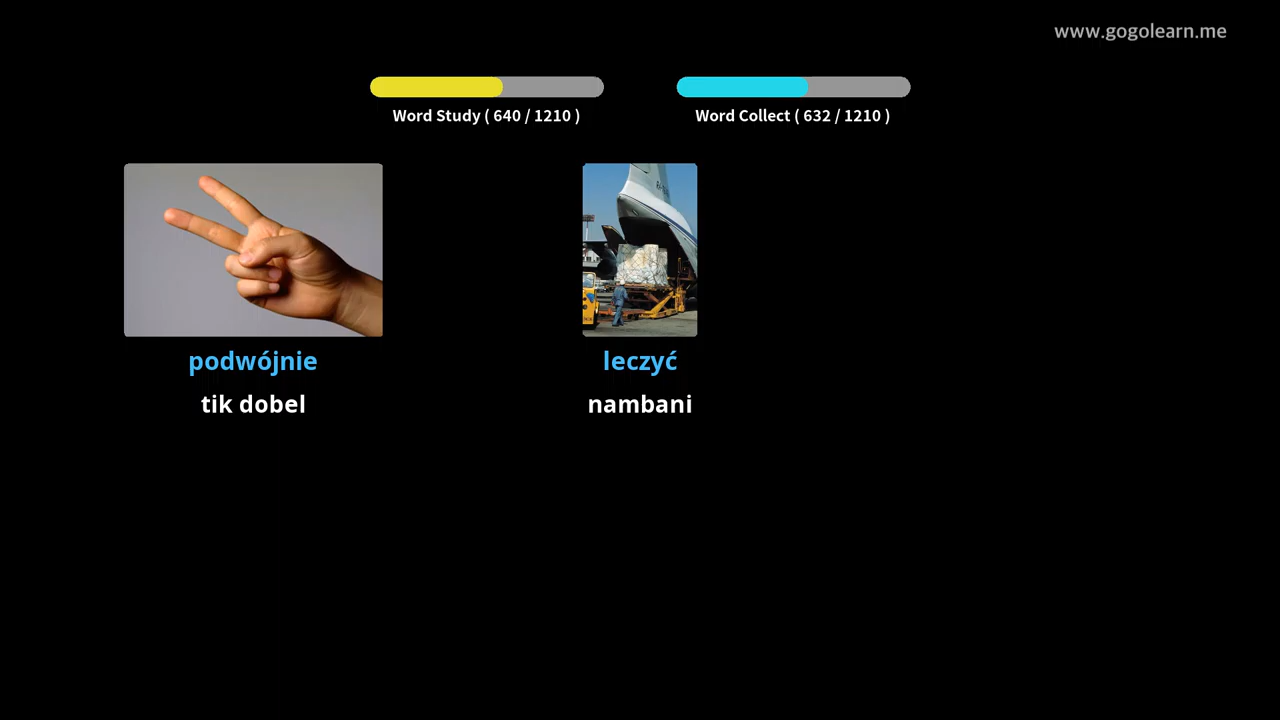 www.gogolearn.me
Word Study ( 640 / 1210 )
Word Collect ( 632 / 1210 )
podwójnie
tik dobel
leczyć
nambani